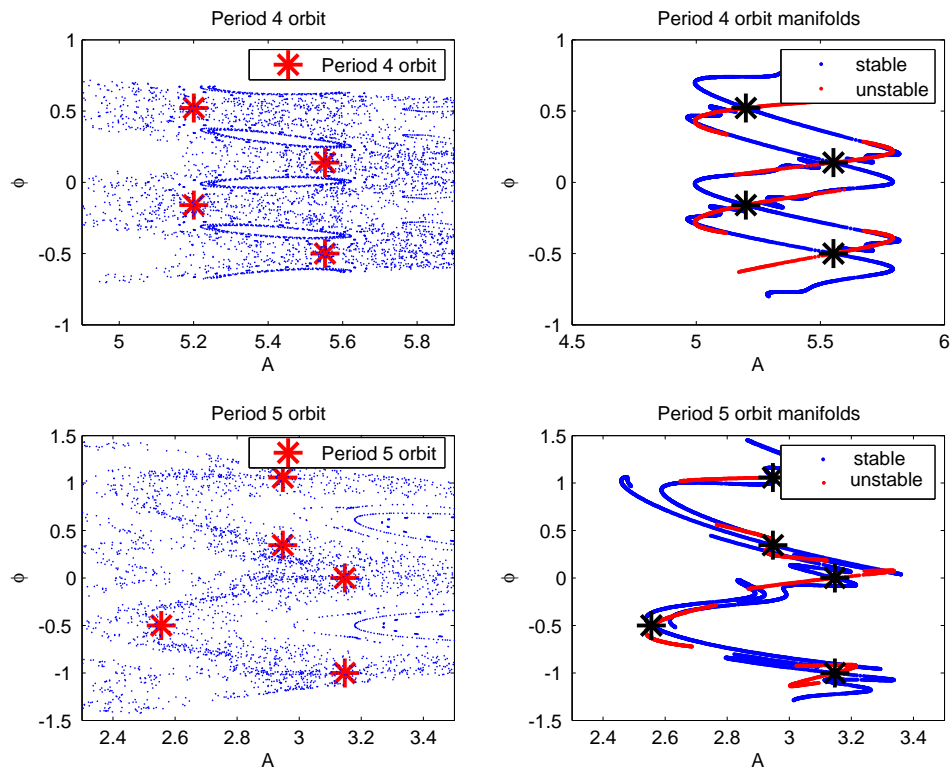 Period 4 orbit
1
0.5
0
-0.5
-1
ϕ
5
5.2
5.4
5.6
5.8
A
Period 4 orbit
Period 4 orbit manifolds
1
0.5
0
-0.5
-1
ϕ
4.5
5
5.5
6
A
stable
unstable
Period 5 orbit
1.5
1
0.5
0
-0.5
-1
-1.5
ϕ
2.4
2.6
2.8
3
3.2
3.4
A
Period 5 orbit
Period 5 orbit manifolds
1.5
1
0.5
0
-0.5
-1
-1.5
ϕ
2.4
2.6
2.8
3
3.2
3.4
A
stable
unstable